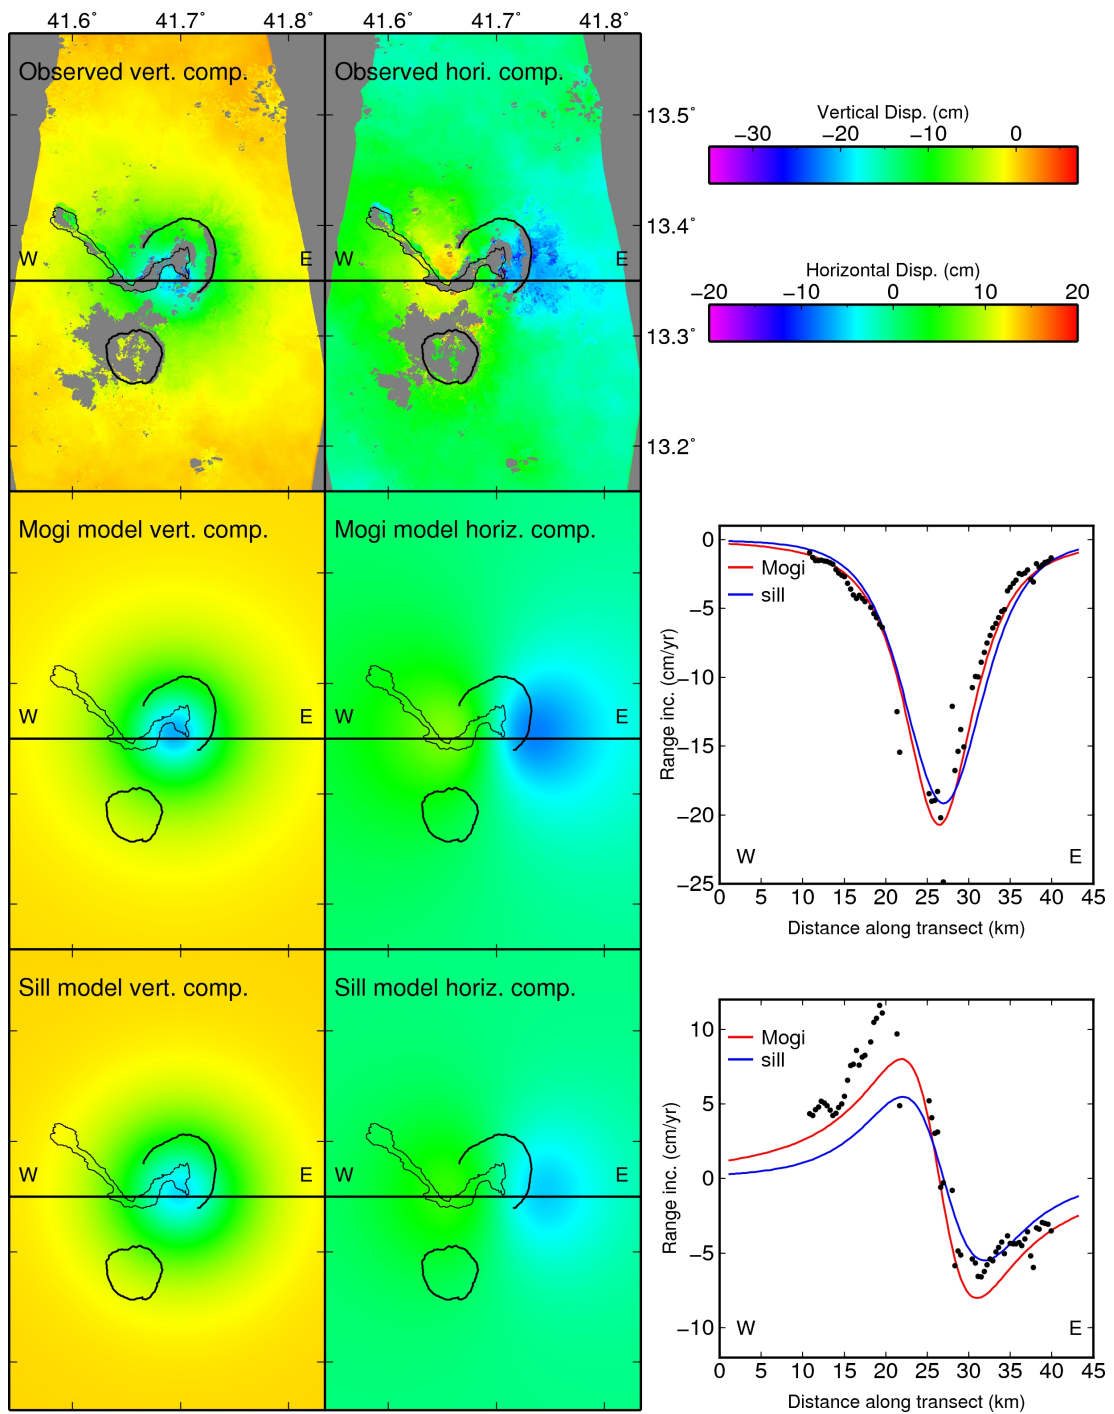 41.6° 41.7° 41.8° 41.6° 41.7° 41.8°
Observed vert. comp.
Observed hori. comp.
13.5°
13.4°
13.3°
13.2°
W E
Vertical Disp. (cm)
−30 −20 −10 0
Horizontal Disp. (cm)
−20 −10 0 10 20
Mogi model vert. comp.
Mogi model horiz. comp.
W E
W E
Range inc. (cm/yr)
0
−5
−10
−15
−20
−25
Mogi
sill
W E
0 5 10 15 20 25 30 35 40 45
Distance along transect (km)
Sill model vert. comp.
Sill model horiz. comp.
W E
W E
Range inc. (cm/yr)
10
5
0
−5
−10
Mogi
sill
W E
0 5 10 15 20 25 30 35 40 45
Distance along transect (km)